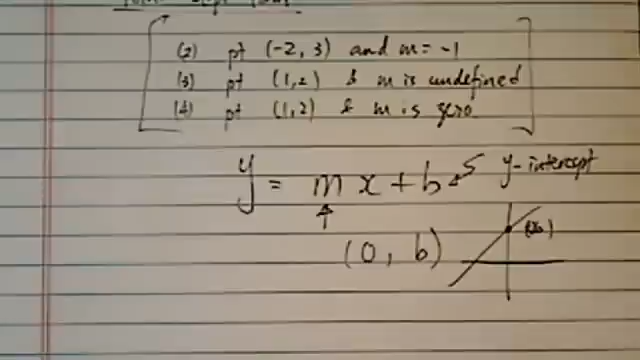 (2) pt (-2, 3) and m = -1
(3) pt (1,2) & m is undefined
(4) pt (1,2) & m is zero
y = mx + b y-intercept
(0, b)